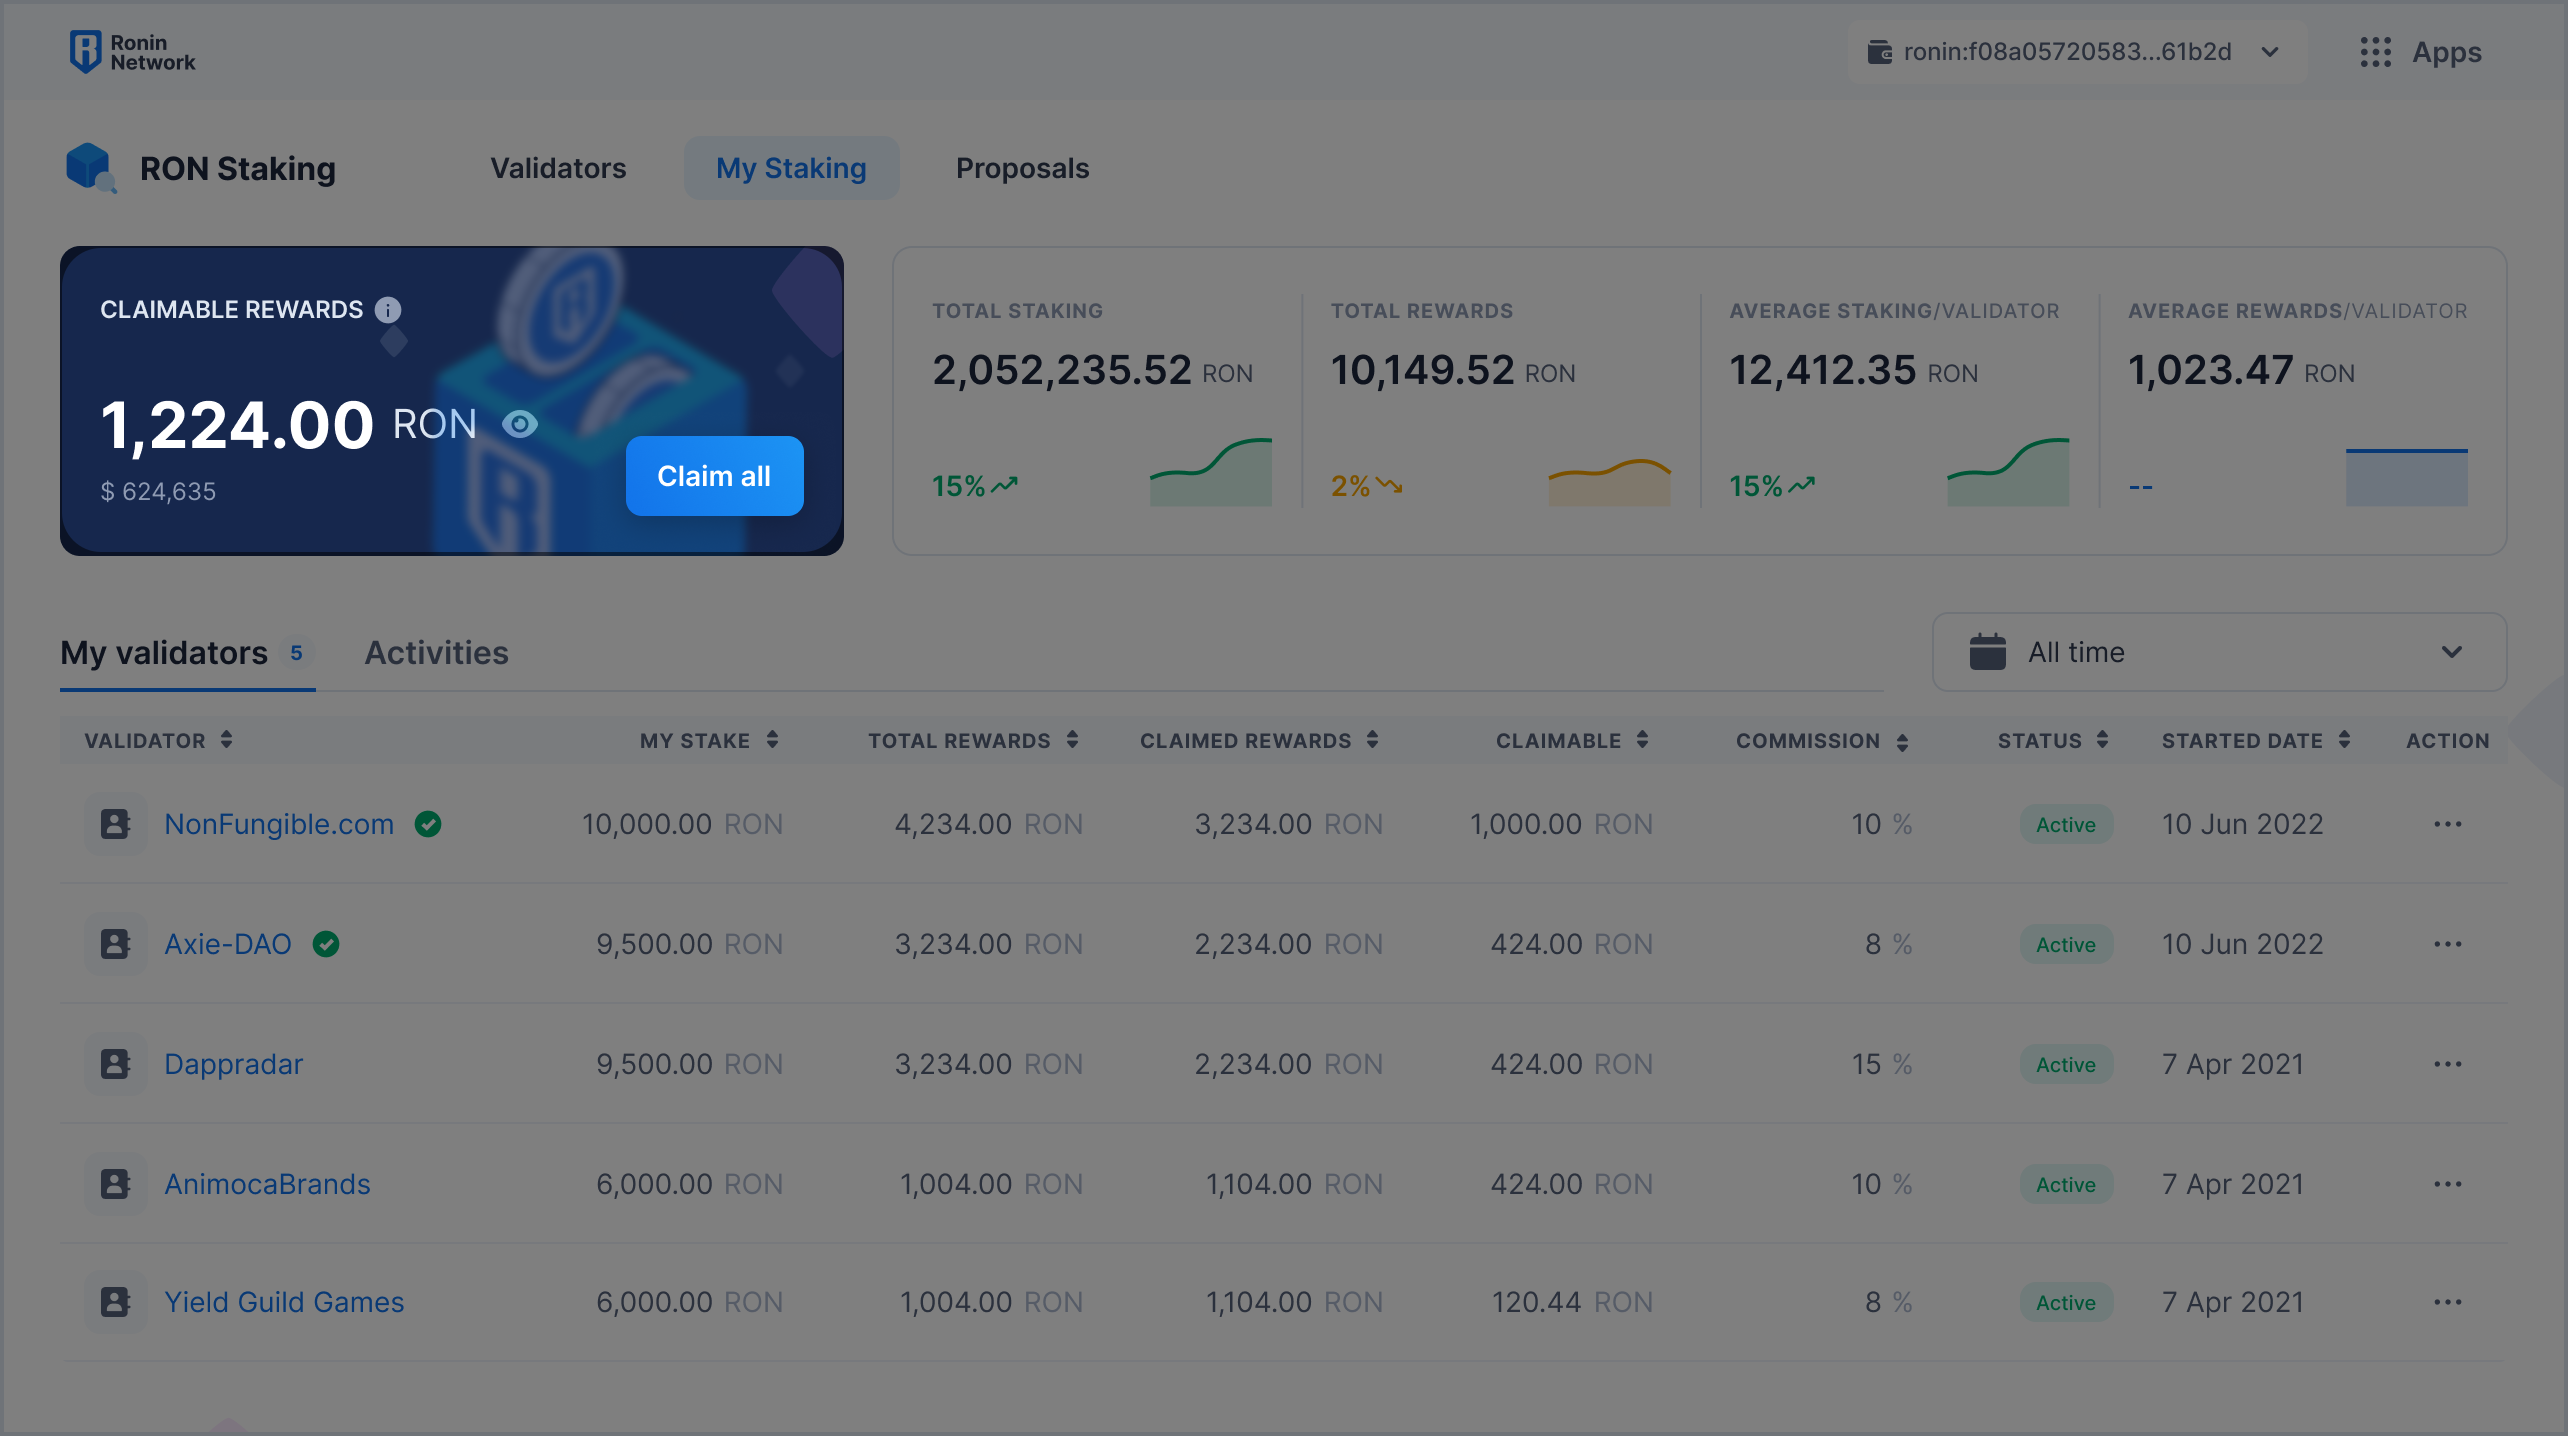 Ronin
Network
ronin:f08a05720583...61b2d
Apps
RON Staking
Validators
My Staking
Proposals
CLAIMABLE REWARDS
1,224.00 RON
$ 624,635
Claim all
TOTAL STAKING
2,052,235.52 RON
15%
TOTAL REWARDS
10,149.52 RON
2%
AVERAGE STAKING/VALIDATOR
12,412.35 RON
15%
AVERAGE REWARDS/VALIDATOR
1,023.47 RON
--
My validators 5
Activities
All time
VALIDATOR MY STAKE TOTAL REWARDS CLAIMED REWARDS CLAIMABLE COMMISSION STATUS STARTED DATE ACTION
NonFungible.com 10,000.00 RON 4,234.00 RON 3,234.00 RON 1,000.00 RON 10 % Active 10 Jun 2022
Axie-DAO 9,500.00 RON 3,234.00 RON 2,234.00 RON 424.00 RON 8 % Active 10 Jun 2022
Dappradar 9,500.00 RON 3,234.00 RON 2,234.00 RON 424.00 RON 15 % Active 7 Apr 2021
AnimocaBrands 6,000.00 RON 1,004.00 RON 1,104.00 RON 424.00 RON 10 % Active 7 Apr 2021
Yield Guild Games 6,000.00 RON 1,004.00 RON 1,104.00 RON 120.44 RON 8 % Active 7 Apr 2021